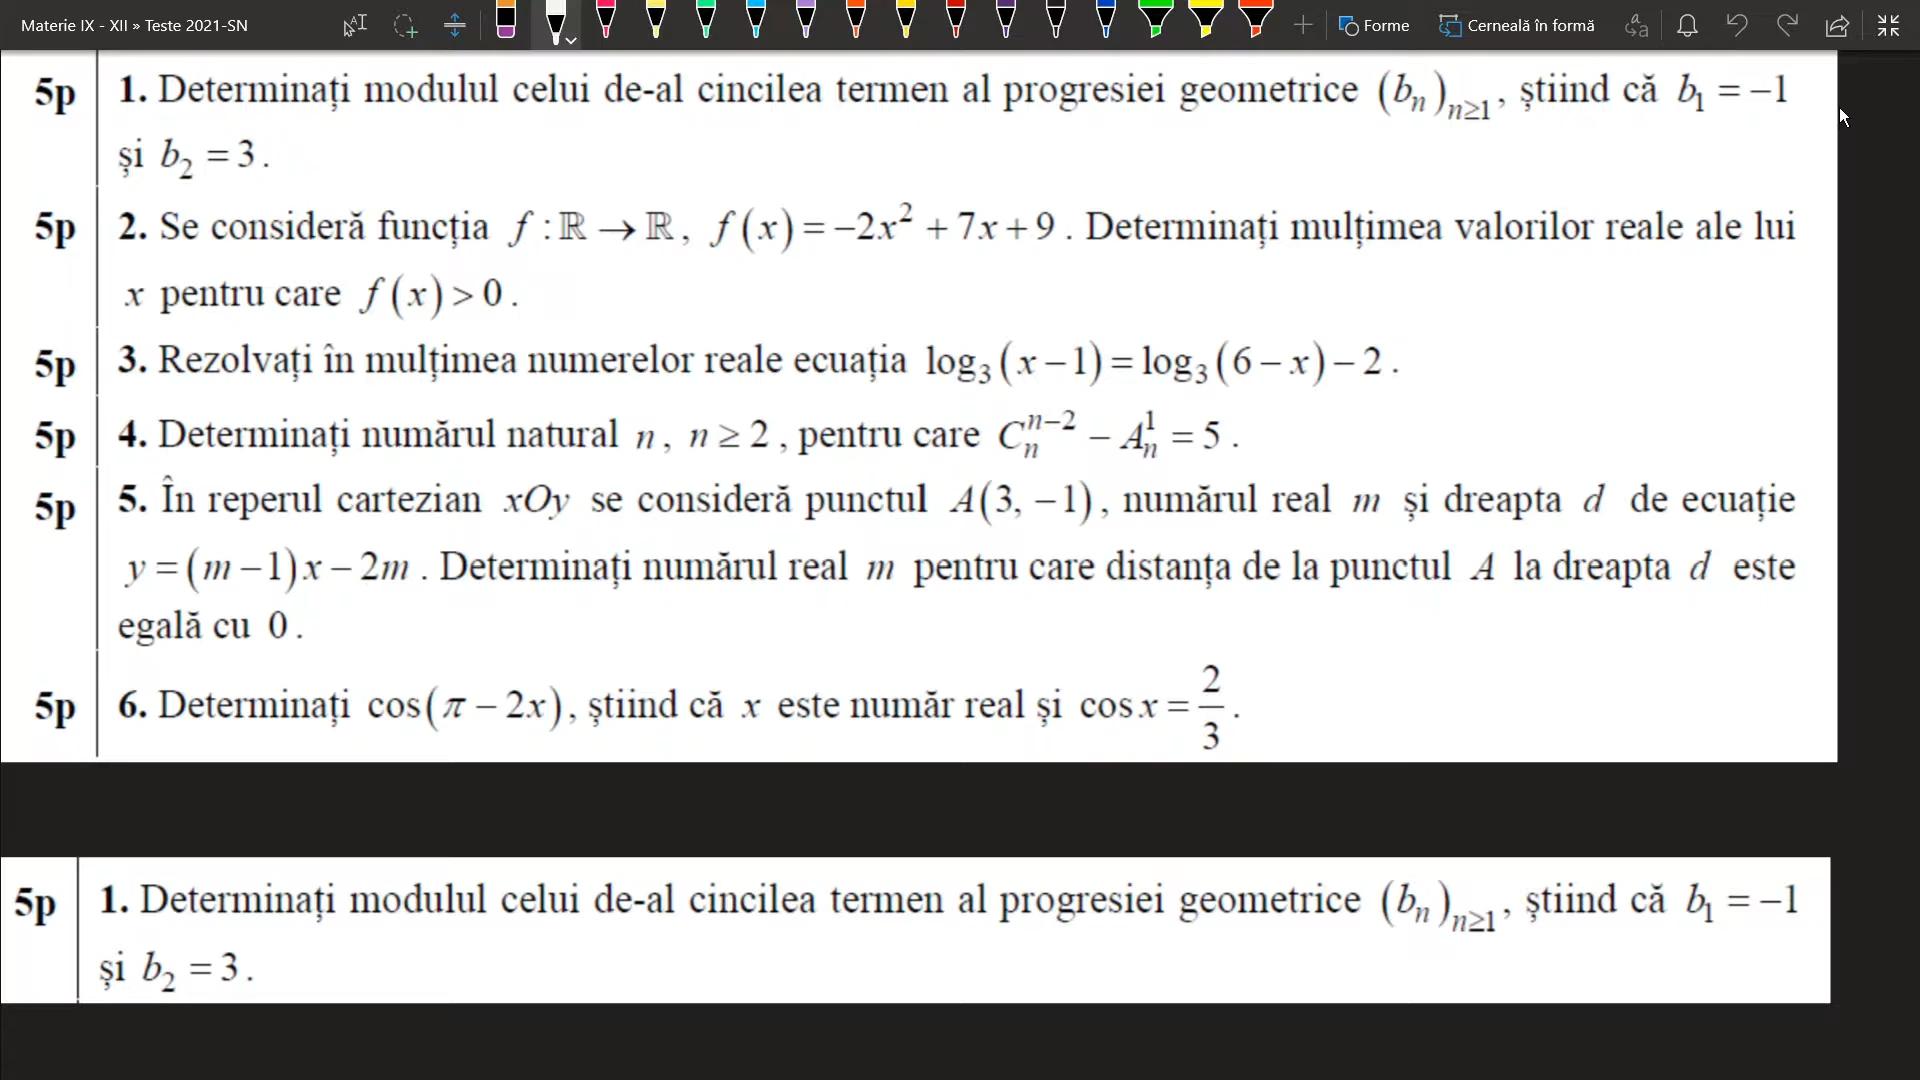 Materie IX - XII » Teste 2021-SN
Forme
Cerneală în formă
5p 1. Determinați modulul celui de-al cincilea termen al progresiei geometrice (bₙ)ₙ≥₁, știind că b₁ = −1
și b₂ = 3.
5p 2. Se consideră funcția f : ℝ → ℝ, f(x) = −2x² + 7x + 9. Determinați mulțimea valorilor reale ale lui
x pentru care f(x) > 0.
5p 3. Rezolvați în mulțimea numerelor reale ecuația log₃(x − 1) = log₃(6 − x) − 2.
5p 4. Determinați numărul natural n, n ≥ 2, pentru care Cₙⁿ⁻² − Aₙ¹ = 5.
5p 5. În reperul cartezian xOy se consideră punctul A(3, −1), numărul real m și dreapta d de ecuație
y = (m − 1)x − 2m. Determinați numărul real m pentru care distanța de la punctul A la dreapta d este
egală cu 0.
5p 6. Determinați cos(π − 2x), știind că x este număr real și cos x = 2/3.
5p 1. Determinați modulul celui de-al cincilea termen al progresiei geometrice (bₙ)ₙ≥₁, știind că b₁ = −1
și b₂ = 3.